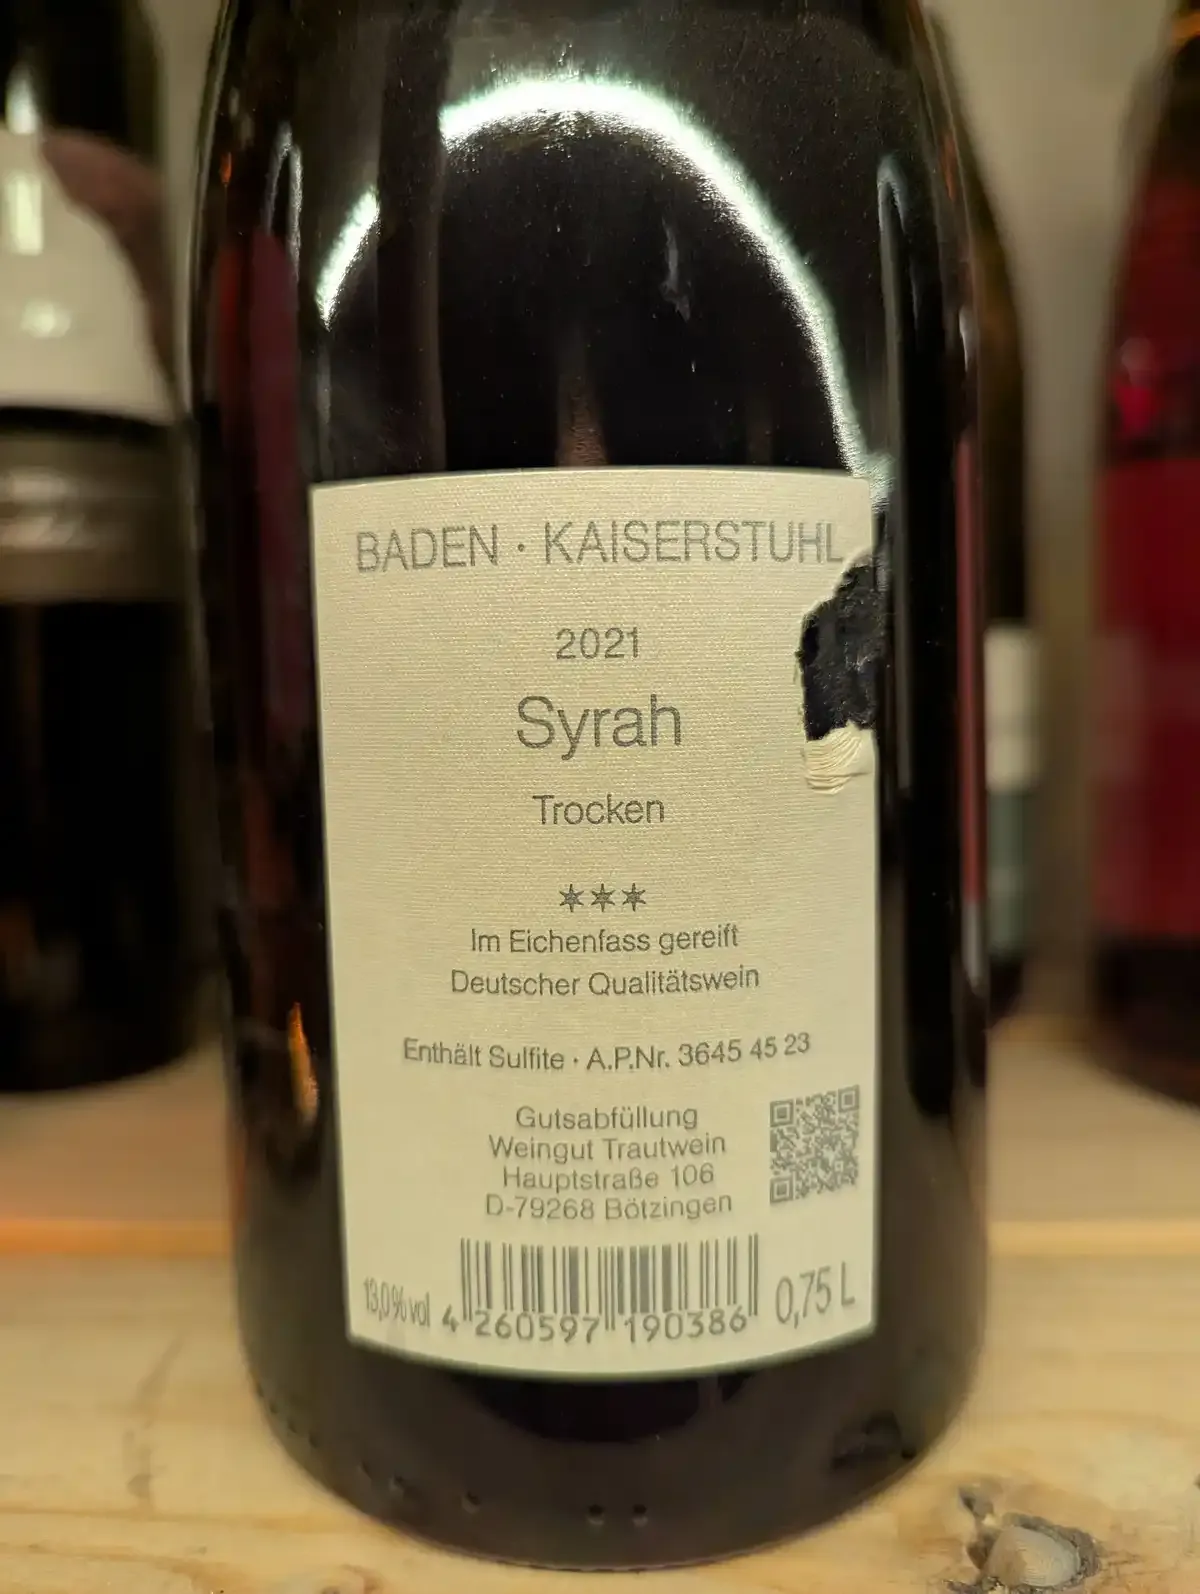 BADEN · KAISERSTUHL
2021
Syrah
Trocken
✶✶✶
Im Eichenfass gereift
Deutscher Qualitätswein
Enthält Sulfite · A.P.Nr. 3645 45 23
Gutsabfüllung
Weingut Trautwein
Hauptstraße 106
D-79268 Bötzingen
13,0%vol 4 260597 190386 0,75 L